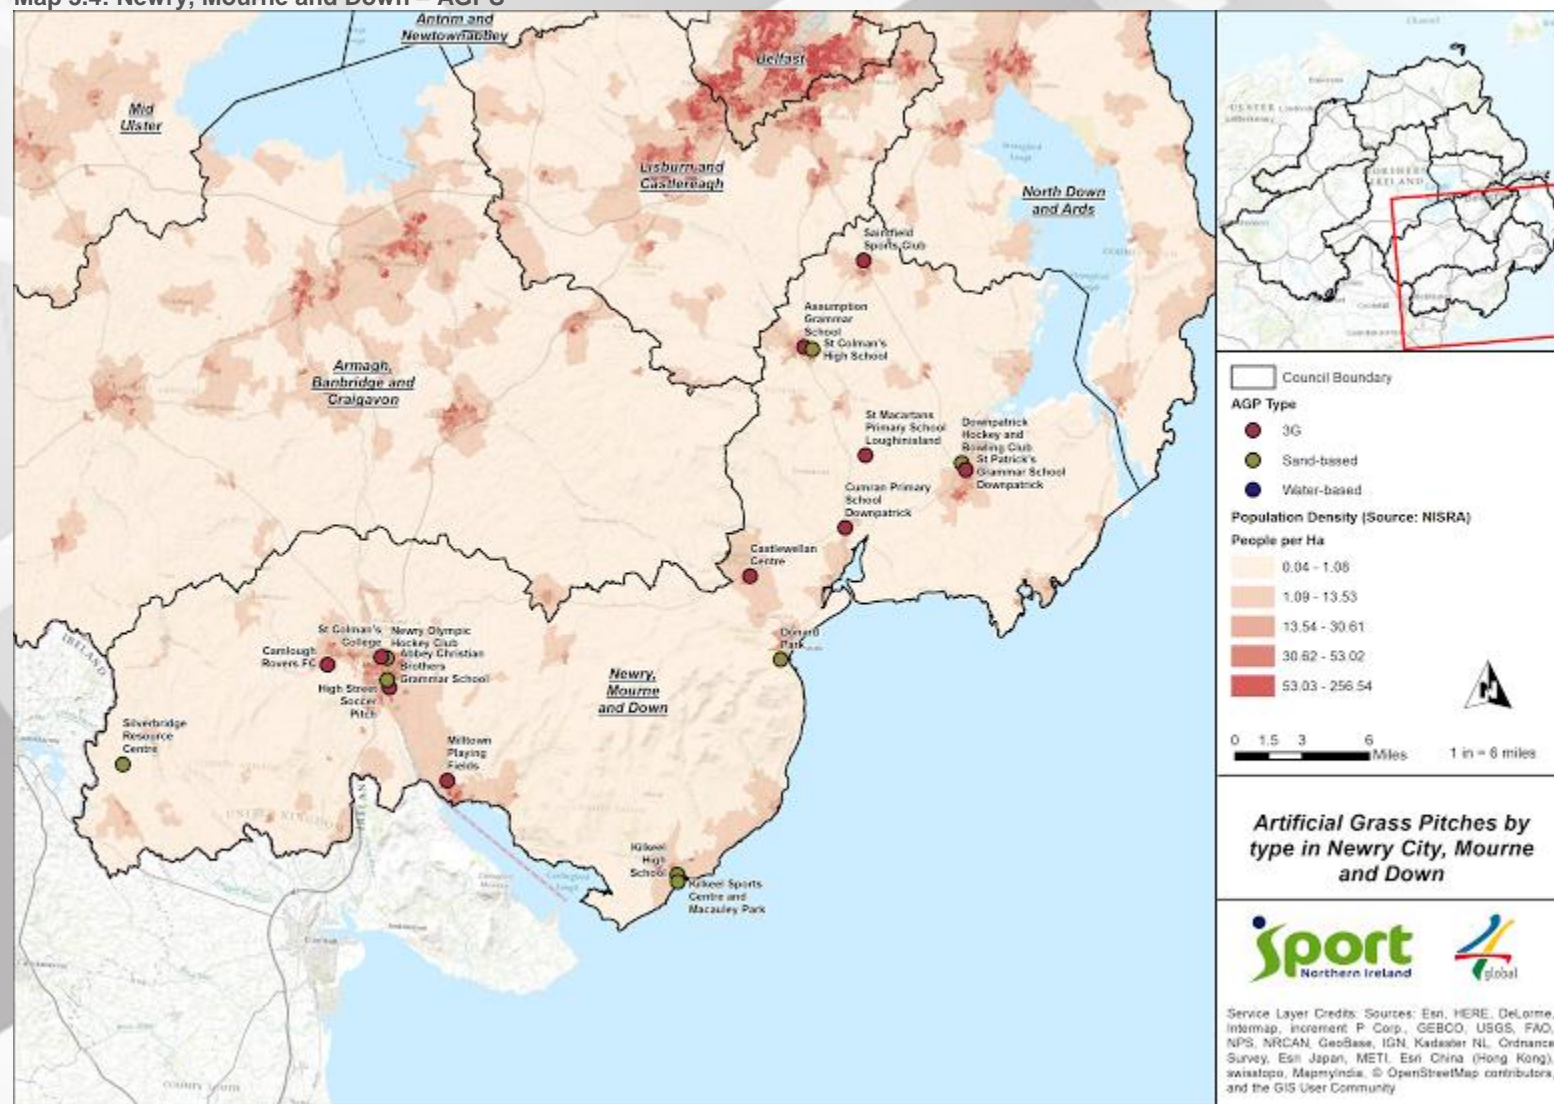 Map 3.4: Newry, Mourne and Down – AGPS
Antrim and
Newtownabbey
Belfast
Mid
Ulster
Lisburn and
Castlereagh
North Down
and Ards
Saintfield
Sports Club
Assumption
Grammar
School
St Colman's
High School
Armagh,
Banbridge and
Craigavon
St Macartans
Primary School
Loughinisland
Downpatrick
Hockey and
Bowling Club
St Patrick's
Grammar School
Downpatrick
Cumran Primary
School
Downpatrick
Castlewellan
Centre
St Colman's
College
Newry Olympic
Hockey Club
Abbey Christian
Brothers
Grammar School
Camlough
Rovers FC
High Street
Soccer
Pitch
Donard
Park
Newry,
Mourne
and Down
Silverbridge
Resource
Centre
Milltown
Playing
Fields
Kilkeel
High
School
Kilkeel Sports
Centre and
Macauley Park
IRELAND
UNITED KINGDOM
IRELAND
Council Boundary
AGP Type
3G
Sand-based
Water-based
Population Density (Source: NISRA)
People per Ha
0.04 - 1.08
1.09 - 13.53
13.54 - 30.61
30.62 - 53.02
53.03 - 256.54
N
0 1.5 3 6
Miles
1 in = 6 miles
Artificial Grass Pitches by
type in Newry City, Mourne
and Down
sport
Northern Ireland
4 global
Service Layer Credits: Sources: Esri, HERE, DeLorme,
Intermap, increment P Corp., GEBCO, USGS, FAO,
NPS, NRCAN, GeoBase, IGN, Kadaster NL, Ordnance
Survey, Esri Japan, METI, Esri China (Hong Kong),
swisstopo, MapmyIndia, © OpenStreetMap contributors,
and the GIS User Community